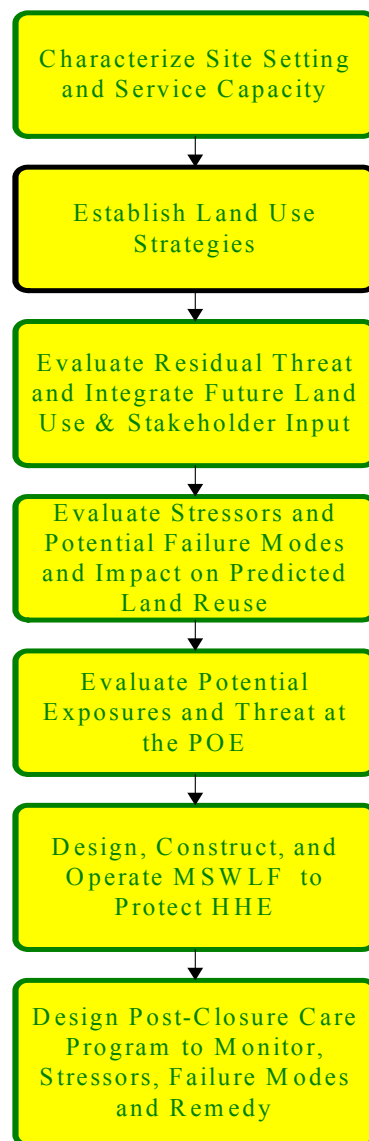 Characterize Site Setting
and Service Capacity
Establish Land Use
Strategies
Evaluate Residual Threat
and Integrate Future Land
Use & Stakeholder Input
Evaluate Stressors and
Potential Failure Modes
and Impact on Predicted
Land Reuse
Evaluate Potential
Exposures and Threat at
the POE
Design, Construct, and
Operate MSWLF to
Protect HHE
Design Post-Closure Care
Program to Monitor,
Stressors, Failure Modes
and Remedy